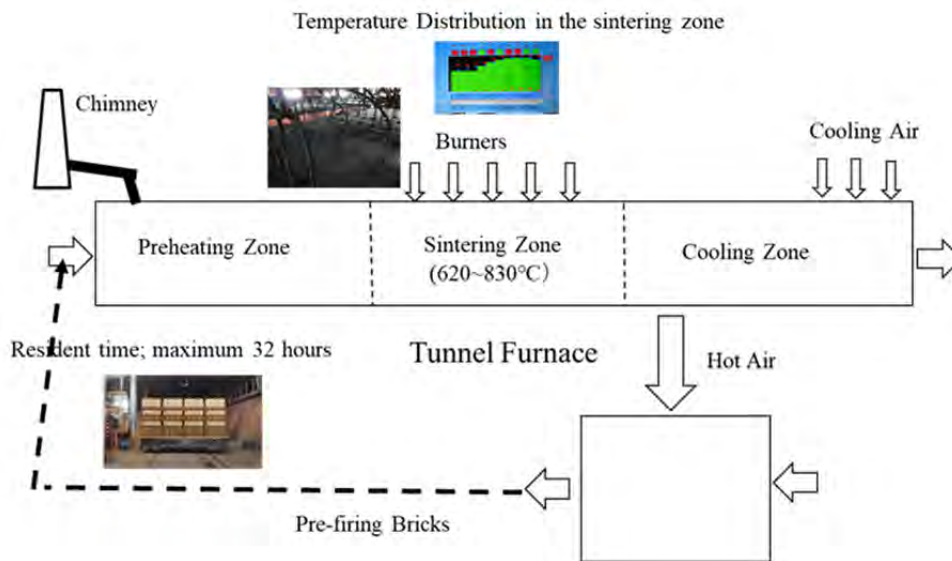 Temperature Distribution in the sintering zone
Chimney
Burners
Cooling Air
Preheating Zone
Sintering Zone
(620~830℃)
Cooling Zone
Resident time; maximum 32 hours
Tunnel Furnace
Hot Air
Pre-firing Bricks